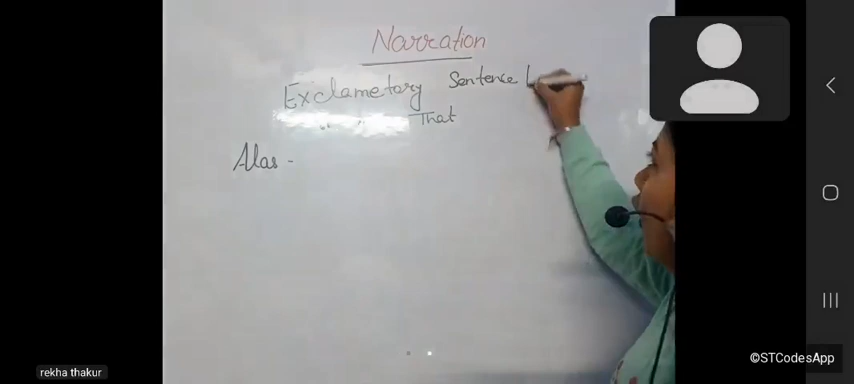 Narration
Exclametory Sentence
" " That
Alas -
rekha thakur
©STCodesApp